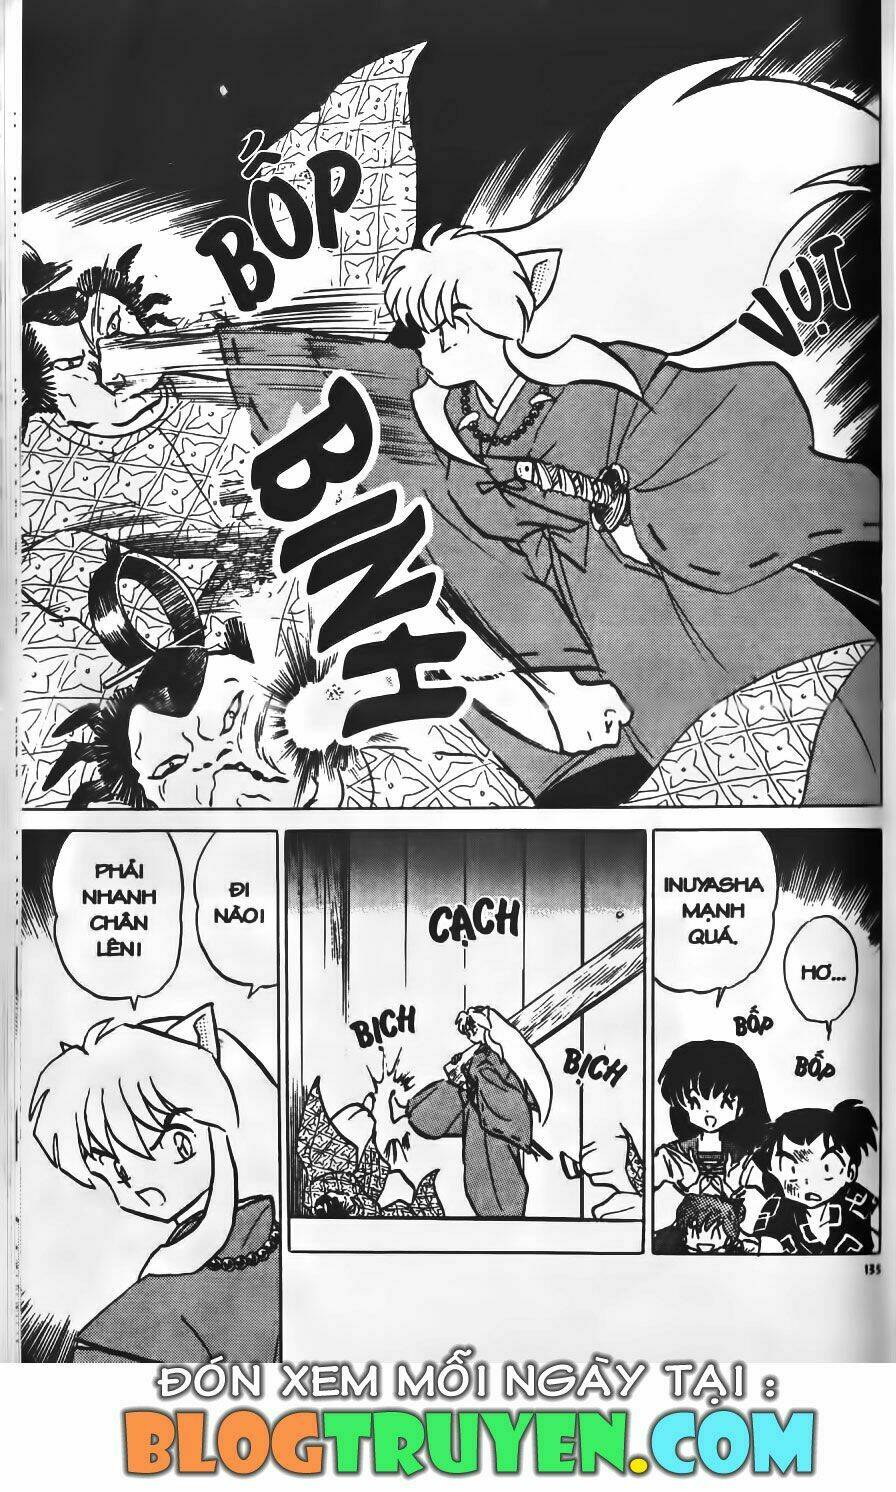 BỐP
VỤT
BINH
INUYASHA
MẠNH
QUÁ.
HƠ...
BỐP
BỐP
CẠCH
BỊCH
BỊCH
ĐI
NÀO!
PHẢI
NHANH
CHÂN
LÊN!
135
ĐÓN XEM MỖI NGÀY TẠI :
BLOGTRUYEN.COM